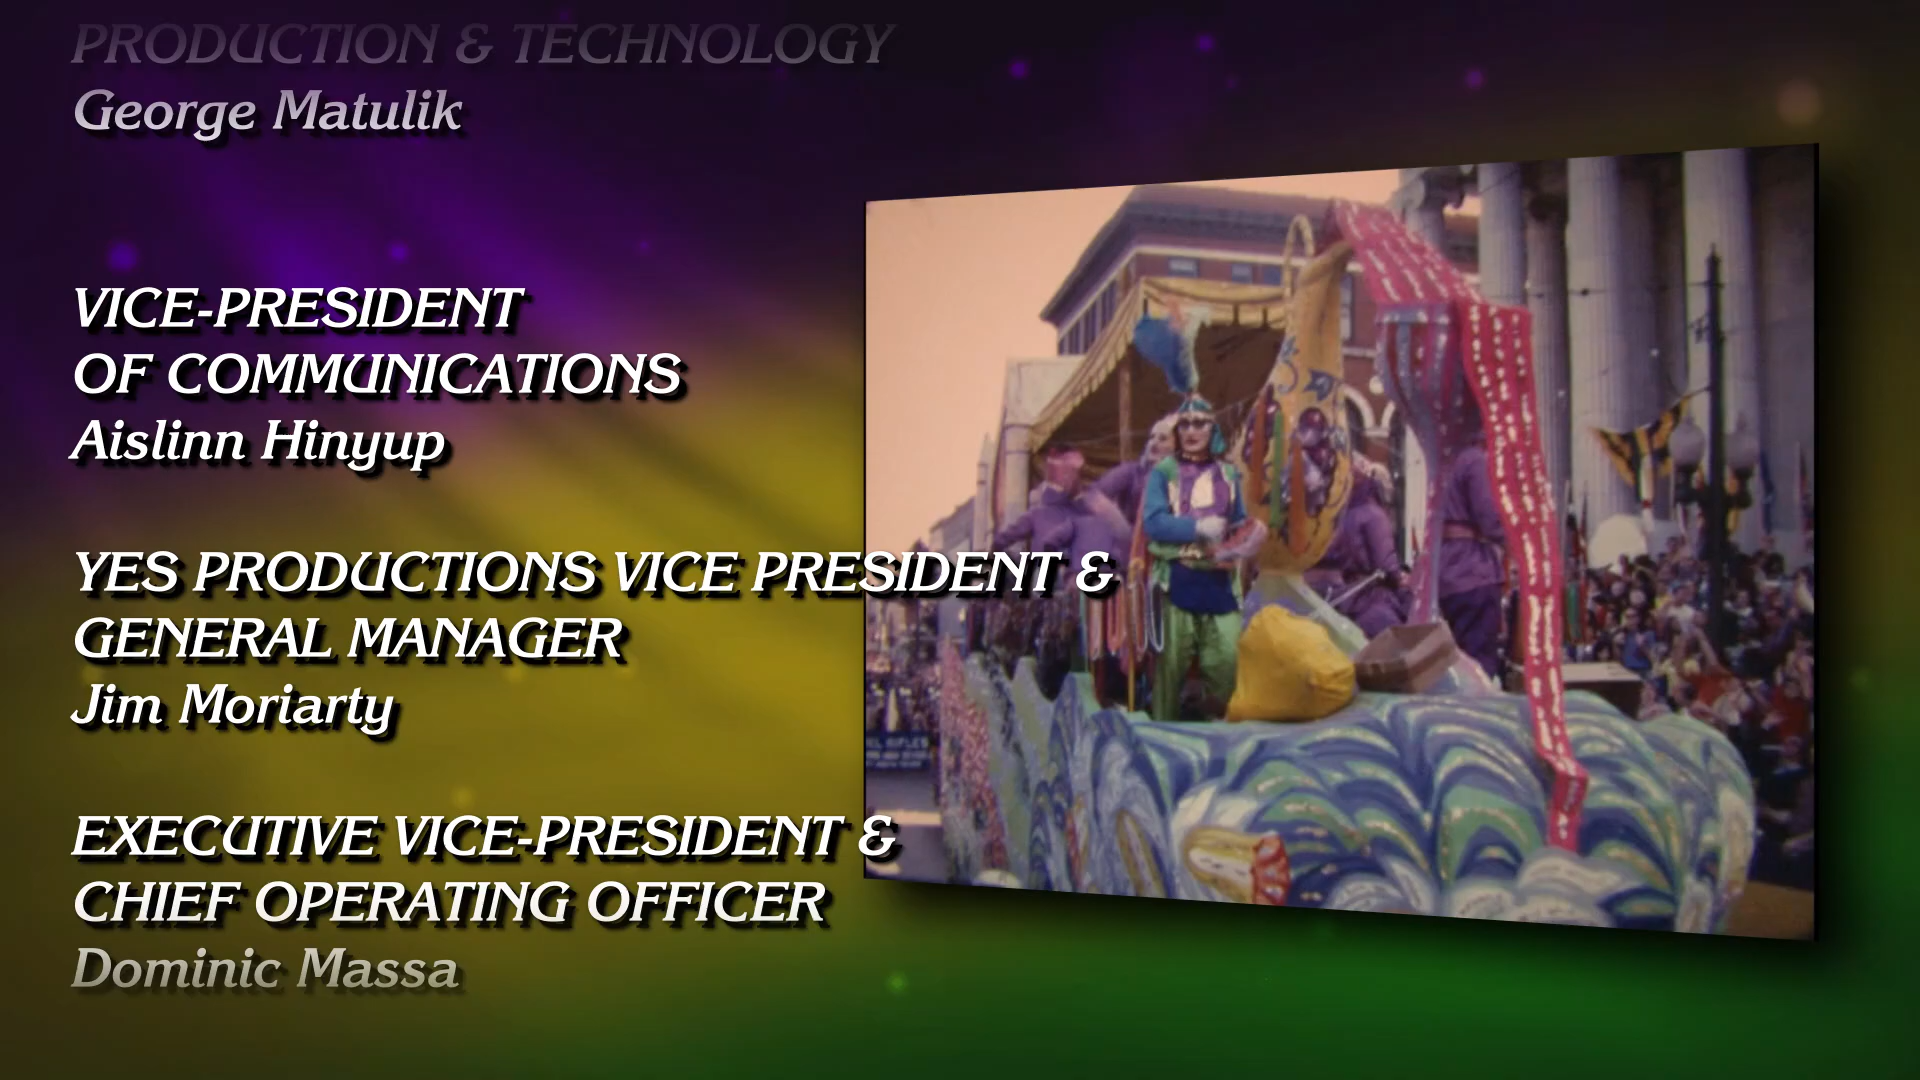 PRODUCTION & TECHNOLOGY
George Matulik
VICE-PRESIDENT
OF COMMUNICATIONS
Aislinn Hinyup
YES PRODUCTIONS VICE PRESIDENT &
GENERAL MANAGER
Jim Moriarty
EXECUTIVE VICE-PRESIDENT &
CHIEF OPERATING OFFICER
Dominic Massa
RIFLES